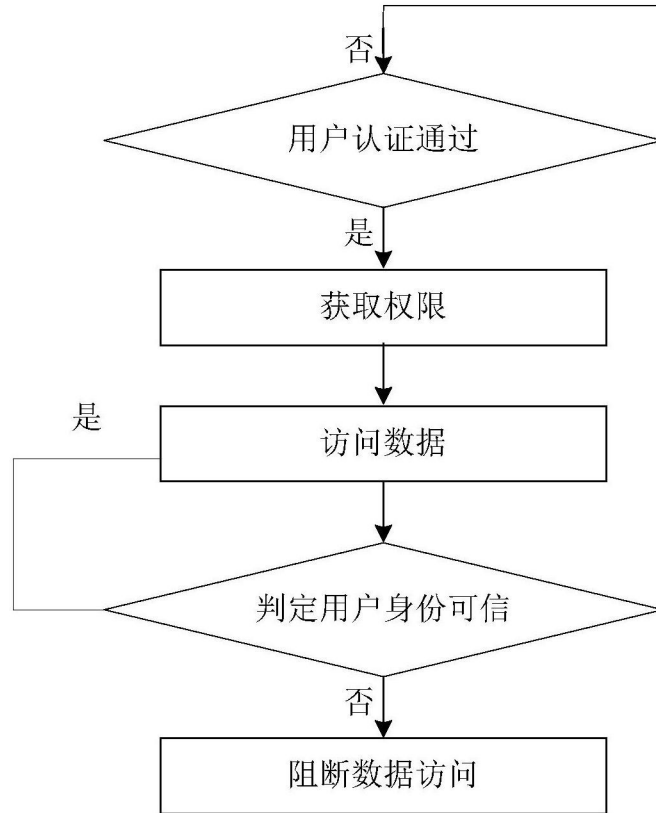 否
用户认证通过
是
获取权限
是
访问数据
判定用户身份可信
否
阻断数据访问